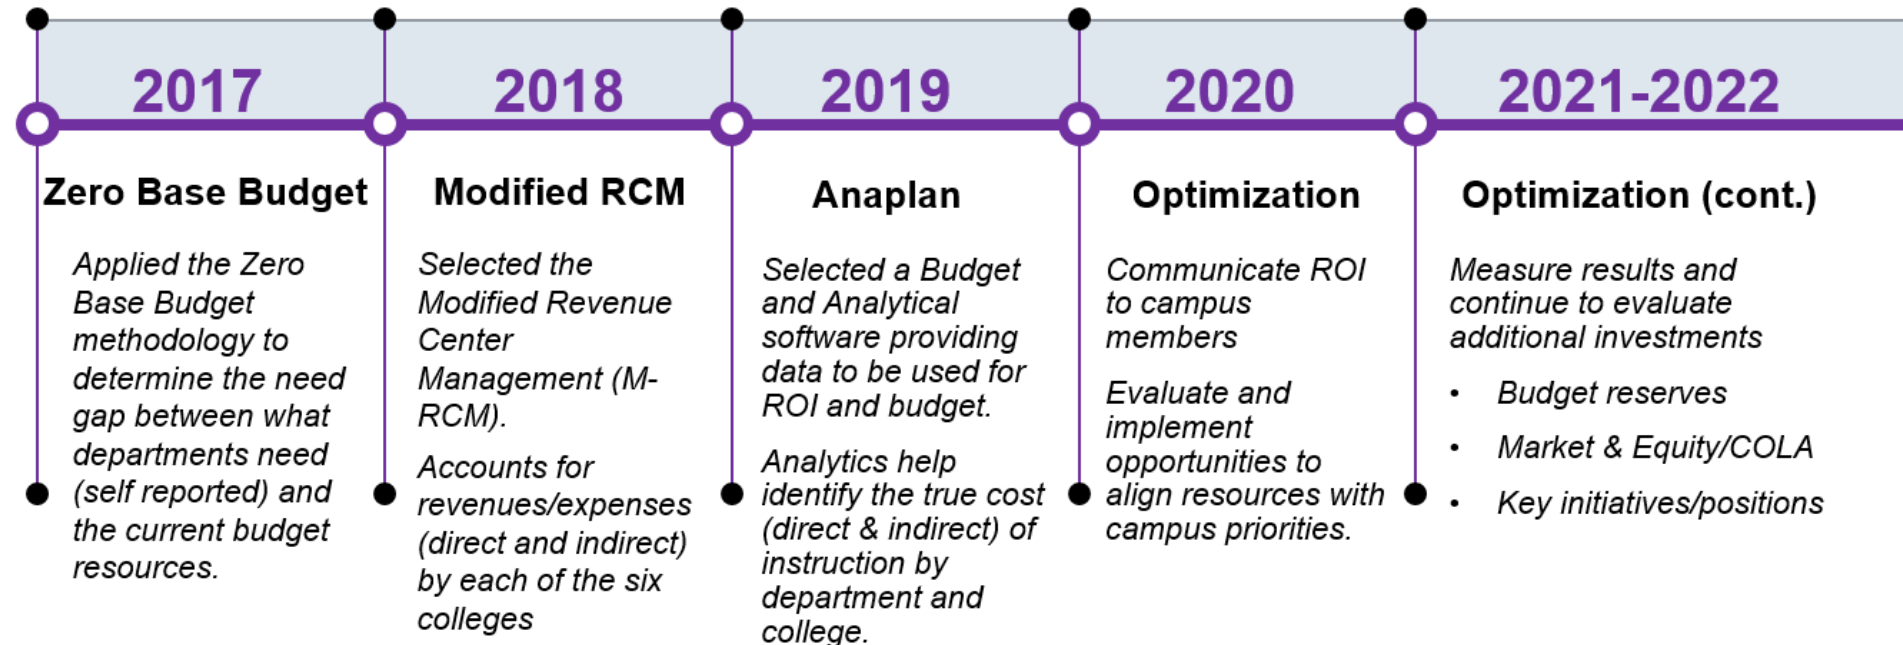 2017
Zero Base Budget
Applied the Zero
Base Budget
methodology to
determine the need
gap between what
departments need
(self reported) and
the current budget
resources.
2018
Modified RCM
Selected the
Modified Revenue
Center
Management (M-
RCM).
Accounts for
revenues/expenses
(direct and indirect)
by each of the six
colleges
2019
Anaplan
Selected a Budget
and Analytical
software providing
data to be used for
ROI and budget.
Analytics help
identify the true cost
(direct & indirect) of
instruction by
department and
college.
2020
Optimization
Communicate ROI
to campus
members
Evaluate and
implement
opportunities to
align resources with
campus priorities.
2021-2022
Optimization (cont.)
Measure results and
continue to evaluate
additional investments
• Budget reserves
• Market & Equity/COLA
• Key initiatives/positions